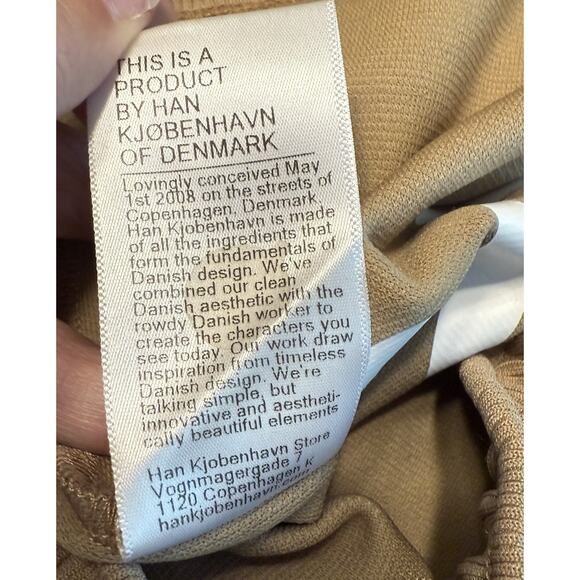 THIS IS A
PRODUCT
BY HAN
KJØBENHAVN
OF DENMARK
Lovingly conceived May
1st 2008 on the streets of
Copenhagen, Denmark,
Han Kjobenhavn is made
of all the ingredients that
form the fundamentals of
Danish design. We've
combined our clean
Danish aesthetic with the
rowdy Danish worker to
create the characters you
see today. Our work draw
inspiration from timeless
Danish design. We're
talking simple, but
innovative and aestheti-
cally beautiful elements
Han Kjobenhavn Store
Vognmagergade 7
1120 Copenhagen K
hankjobenhavn.com